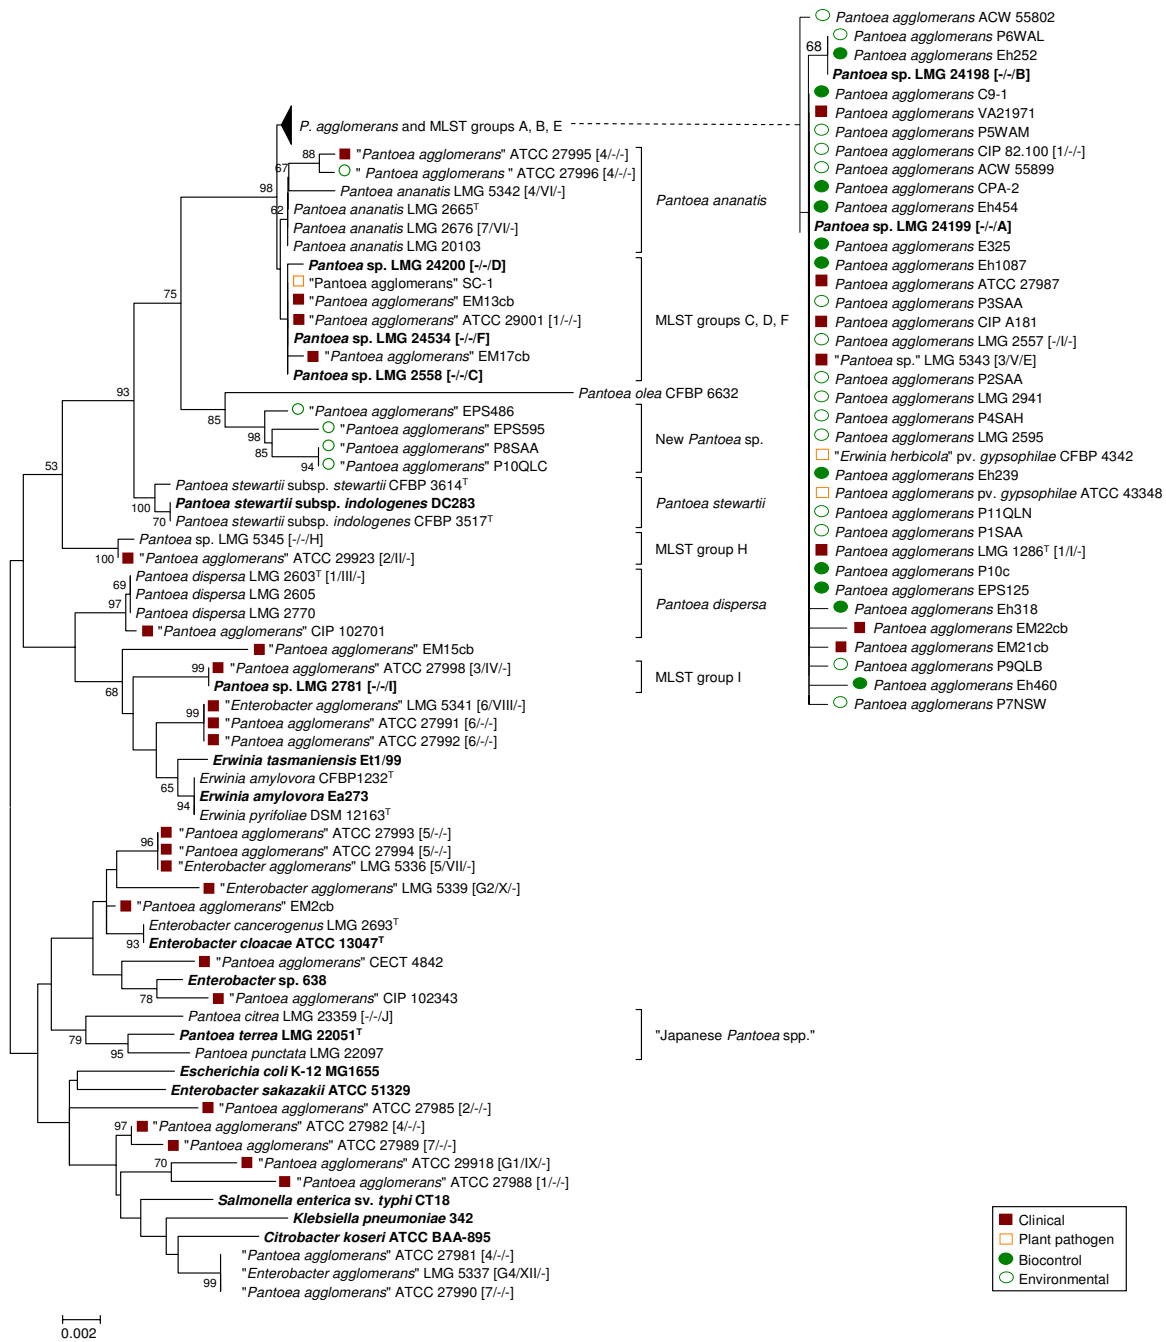 Pantoea agglomerans ACW 55802
Pantoea agglomerans P6WAL
68
Pantoea agglomerans Eh252
Pantoea sp. LMG 24198 [-/-/B]
Pantoea agglomerans C9-1
Pantoea agglomerans VA21971
Pantoea agglomerans P5WAM
Pantoea agglomerans CIP 82.100 [1/-/-]
Pantoea agglomerans ACW 55899
Pantoea agglomerans CPA-2
Pantoea agglomerans Eh454
Pantoea sp. LMG 24199 [-/-/A]
Pantoea agglomerans E325
Pantoea agglomerans Eh1087
Pantoea agglomerans ATCC 27987
Pantoea agglomerans P3SAA
Pantoea agglomerans CIP A181
Pantoea agglomerans LMG 2557 [-/I/-]
"Pantoea sp." LMG 5343 [3/V/E]
Pantoea agglomerans P2SAA
Pantoea agglomerans LMG 2941
Pantoea agglomerans P4SAH
Pantoea agglomerans LMG 2595
"Erwinia herbicola" pv. gypsophilae CFBP 4342
Pantoea agglomerans Eh239
Pantoea agglomerans pv. gypsophilae ATCC 43348
Pantoea agglomerans P11QLN
Pantoea agglomerans P1SAA
Pantoea agglomerans LMG 1286T [1/I/-]
Pantoea agglomerans P10c
Pantoea agglomerans EPS125
Pantoea agglomerans Eh318
Pantoea agglomerans EM22cb
Pantoea agglomerans EM21cb
Pantoea agglomerans P9QLB
Pantoea agglomerans Eh460
Pantoea agglomerans P7NSW
P. agglomerans and MLST groups A, B, E
88
"Pantoea agglomerans" ATCC 27995 [4/-/-]
67
" Pantoea agglomerans " ATCC 27996 [4/-/-]
98
Pantoea ananatis LMG 5342 [4/VI/-]
Pantoea ananatis
62
Pantoea ananatis LMG 2665T
Pantoea ananatis LMG 2676 [7/VI/-]
Pantoea ananatis LMG 20103
Pantoea sp. LMG 24200 [-/-/D]
"Pantoea agglomerans" SC-1
75
"Pantoea agglomerans" EM13cb
"Pantoea agglomerans" ATCC 29001 [1/-/-]
MLST groups C, D, F
Pantoea sp. LMG 24534 [-/-/F]
"Pantoea agglomerans" EM17cb
Pantoea sp. LMG 2558 [-/-/C]
93
Pantoea olea CFBP 6632
85
"Pantoea agglomerans" EPS486
98
"Pantoea agglomerans" EPS595
New Pantoea sp.
85
"Pantoea agglomerans" P8SAA
94
"Pantoea agglomerans" P10QLC
53
Pantoea stewartii subsp. stewartii CFBP 3614T
100
Pantoea stewartii subsp. indologenes DC283
Pantoea stewartii
70
Pantoea stewartii subsp. indologenes CFBP 3517T
Pantoea sp. LMG 5345 [-/-/H]
MLST group H
100
"Pantoea agglomerans" ATCC 29923 [2/II/-]
69
Pantoea dispersa LMG 2603T [1/III/-]
Pantoea dispersa LMG 2605
97
Pantoea dispersa
Pantoea dispersa LMG 2770
"Pantoea agglomerans" CIP 102701
"Pantoea agglomerans" EM15cb
99
"Pantoea agglomerans" ATCC 27998 [3/IV/-]
MLST group I
68
Pantoea sp. LMG 2781 [-/-/I]
"Enterobacter agglomerans" LMG 5341 [6/VIII/-]
99
"Pantoea agglomerans" ATCC 27991 [6/-/-]
"Pantoea agglomerans" ATCC 27992 [6/-/-]
Erwinia tasmaniensis Et1/99
65
Erwinia amylovora CFBP1232T
94
Erwinia amylovora Ea273
Erwinia pyrifoliae DSM 12163T
96
"Pantoea agglomerans" ATCC 27993 [5/-/-]
"Pantoea agglomerans" ATCC 27994 [5/-/-]
"Enterobacter agglomerans" LMG 5336 [5/VII/-]
"Enterobacter agglomerans" LMG 5339 [G2/X/-]
"Pantoea agglomerans" EM2cb
Enterobacter cancerogenus LMG 2693T
93
Enterobacter cloacae ATCC 13047T
"Pantoea agglomerans" CECT 4842
Enterobacter sp. 638
78
"Pantoea agglomerans" CIP 102343
Pantoea citrea LMG 23359 [-/-/J]
79
Pantoea terrea LMG 22051T
"Japanese Pantoea spp."
95
Pantoea punctata LMG 22097
Escherichia coli K-12 MG1655
Enterobacter sakazakii ATCC 51329
"Pantoea agglomerans" ATCC 27985 [2/-/-]
97
"Pantoea agglomerans" ATCC 27982 [4/-/-]
"Pantoea agglomerans" ATCC 27989 [7/-/-]
70
"Pantoea agglomerans" ATCC 29918 [G1/IX/-]
"Pantoea agglomerans" ATCC 27988 [1/-/-]
Salmonella enterica sv. typhi CT18
Klebsiella pneumoniae 342
Citrobacter koseri ATCC BAA-895
"Pantoea agglomerans" ATCC 27981 [4/-/-]
"Enterobacter agglomerans" LMG 5337 [G4/XII/-]
99
"Pantoea agglomerans" ATCC 27990 [7/-/-]
Clinical
Plant pathogen
Biocontrol
Environmental
0.002